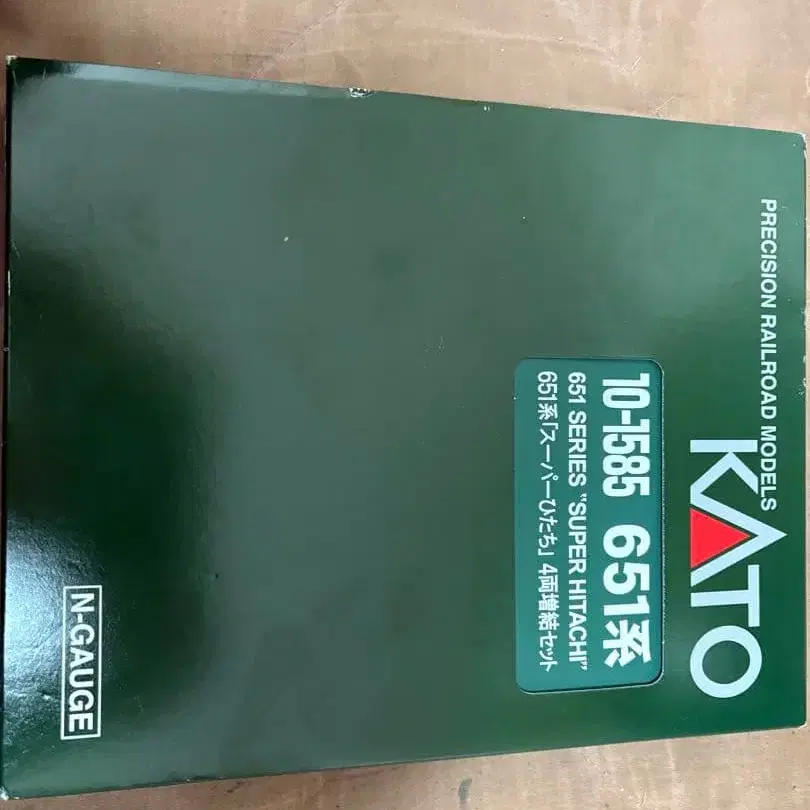 PRECISION RAILROAD MODELS
KATO
10-1585 651系
651 SERIES "SUPER HITACHI"
651系「スーパーひたち」4両増結セット
N-GAUGE